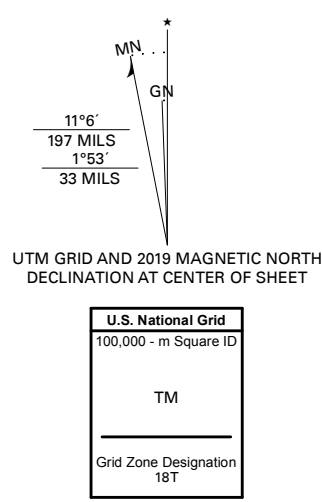 ★
MN
GN
11°6´
197 MILS
1°53´
33 MILS
UTM GRID AND 2019 MAGNETIC NORTH
DECLINATION AT CENTER OF SHEET
U.S. National Grid
100,000 - m Square ID
TM
Grid Zone Designation
18T